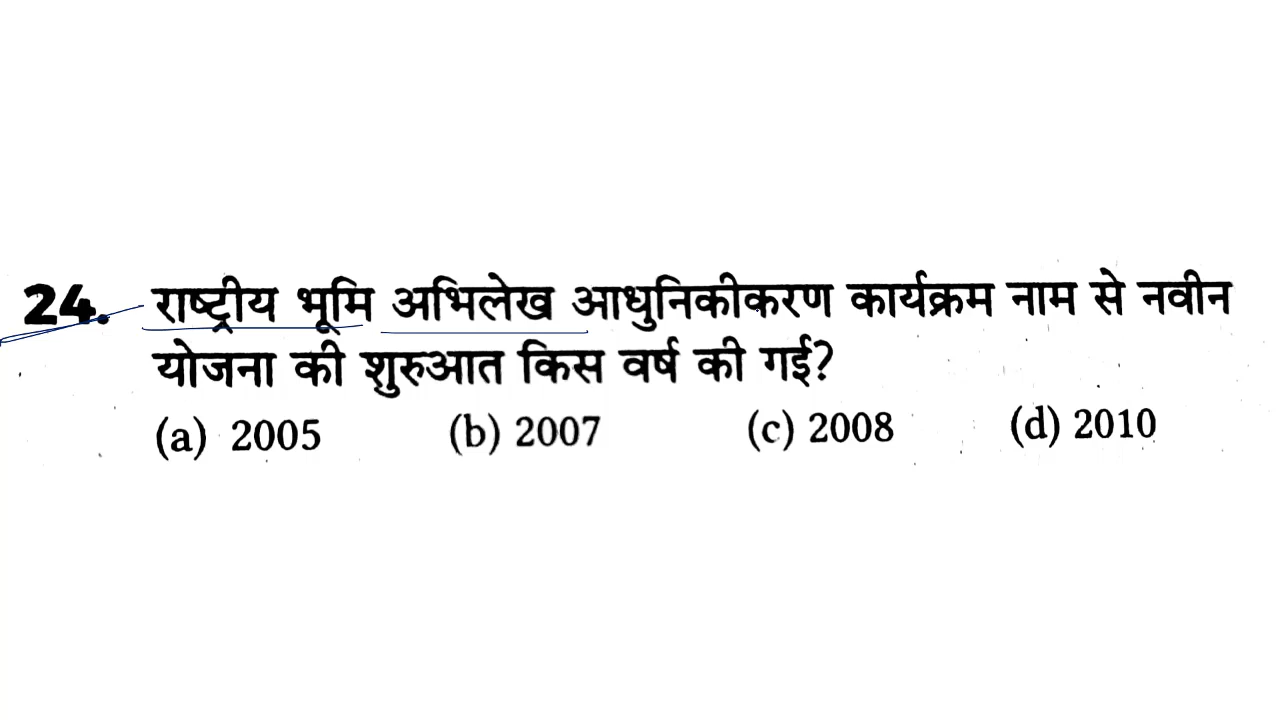 24. राष्ट्रीय भूमि अभिलेख आधुनिकीकरण कार्यक्रम नाम से नवीन
योजना की शुरुआत किस वर्ष की गई?
(a) 2005 (b) 2007 (c) 2008 (d) 2010